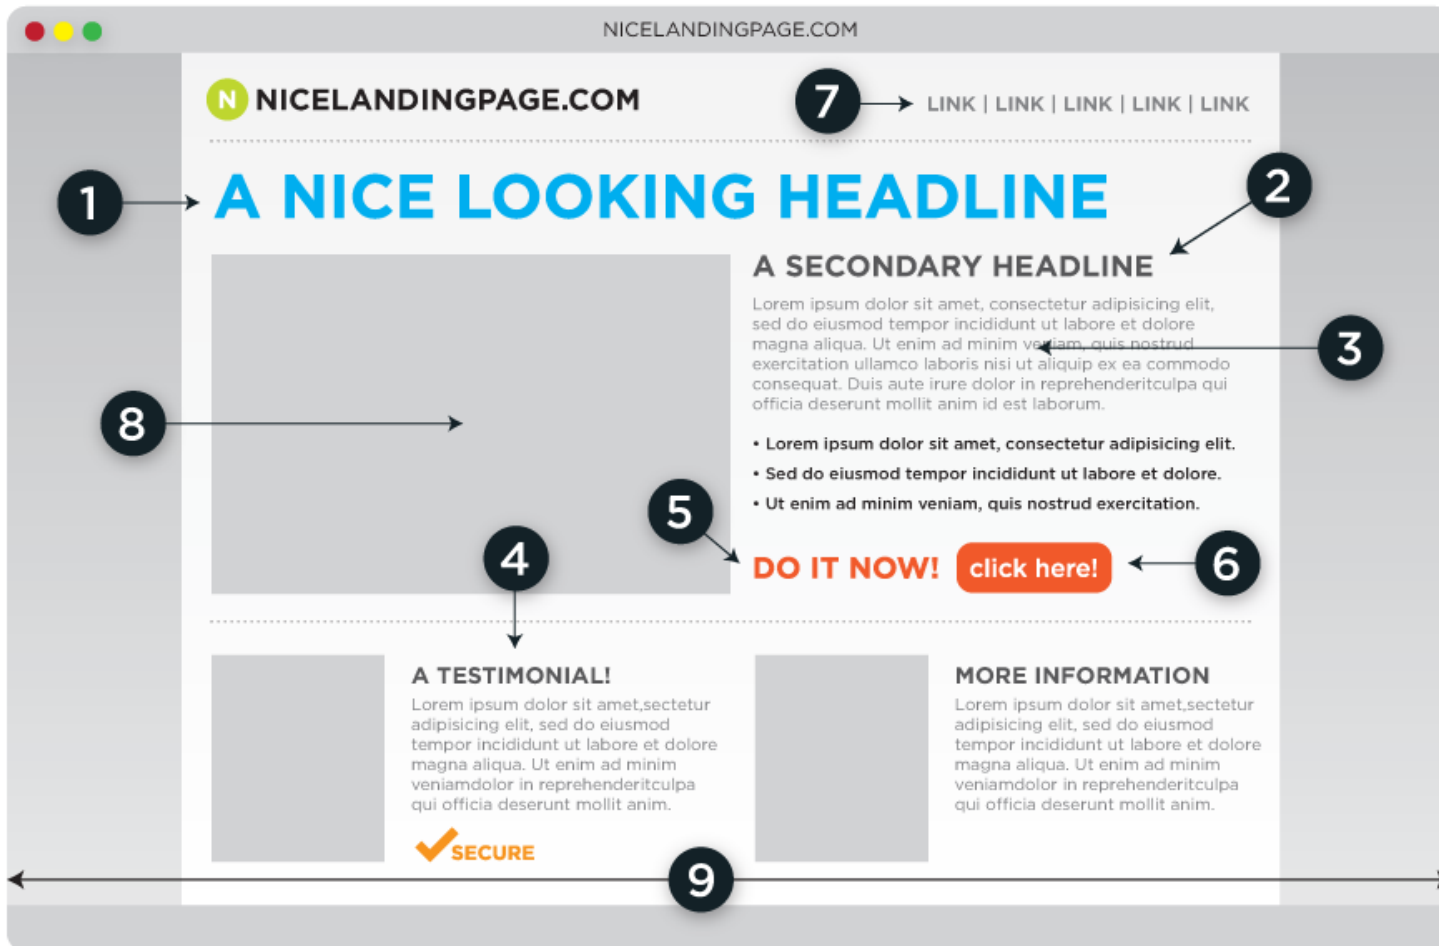 NICELANDINGPAGE.COM
N NICELANDINGPAGE.COM
7
LINK | LINK | LINK | LINK | LINK
1
A NICE LOOKING HEADLINE
2
A SECONDARY HEADLINE
Lorem ipsum dolor sit amet, consectetur adipisicing elit,
sed do eiusmod tempor incididunt ut labore et dolore
magna aliqua. Ut enim ad minim veniam, quis nostrud
exercitation ullamco laboris nisi ut aliquip ex ea commodo
consequat. Duis aute irure dolor in reprehenderitculpa qui
officia deserunt mollit anim id est laborum.
3
8
• Lorem ipsum dolor sit amet, consectetur adipisicing elit.
• Sed do eiusmod tempor incididunt ut labore et dolore.
• Ut enim ad minim veniam, quis nostrud exercitation.
5
DO IT NOW! click here!
6
4
A TESTIMONIAL!
Lorem ipsum dolor sit amet,sectetur
adipisicing elit, sed do eiusmod
tempor incididunt ut labore et dolore
magna aliqua. Ut enim ad minim
veniamdolor in reprehenderitculpa
qui officia deserunt mollit anim.
SECURE
MORE INFORMATION
Lorem ipsum dolor sit amet,sectetur
adipisicing elit, sed do eiusmod
tempor incididunt ut labore et dolore
magna aliqua. Ut enim ad minim
veniamdolor in reprehenderitculpa
qui officia deserunt mollit anim.
9